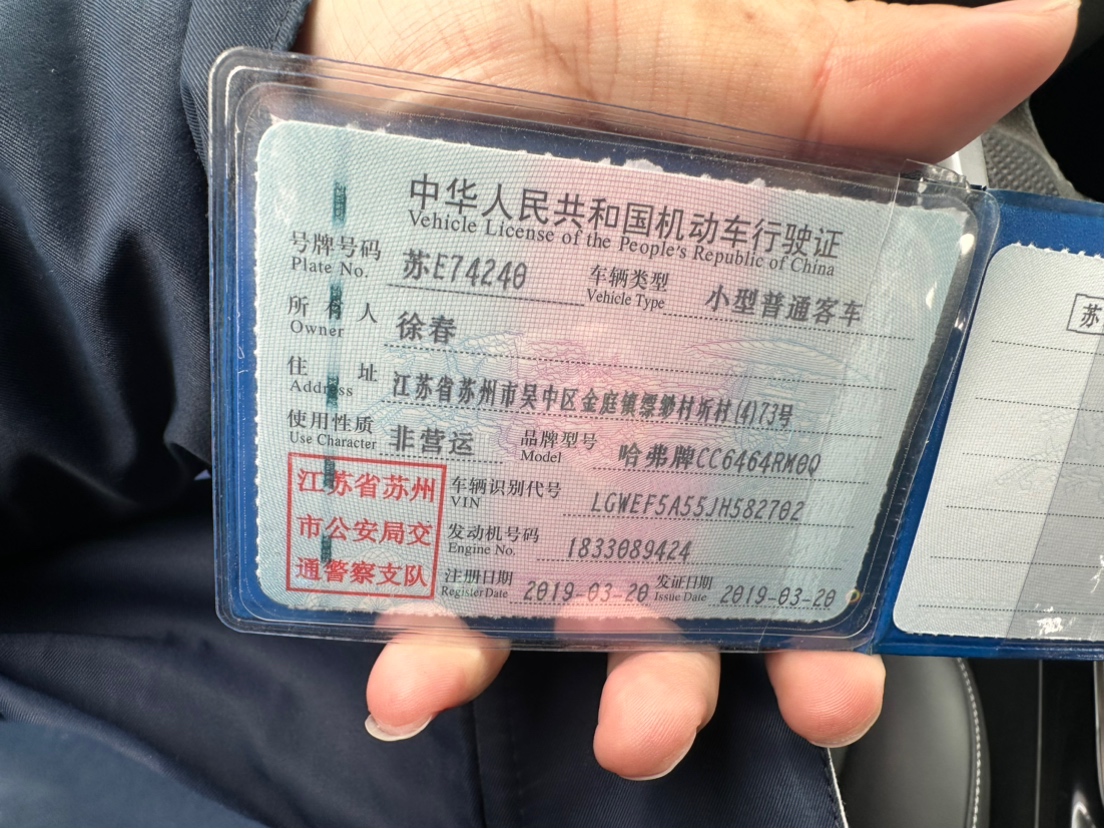 中华人民共和国机动车行驶证
Vehicle License of the People's Republic of China
号牌号码 苏E74240 车辆类型 小型普通客车
Plate No. Vehicle Type
所有人 徐春
Owner
住址 江苏省苏州市吴中区金庭镇缥缈村圻村(4)73号
Address
使用性质 非营运 品牌型号 哈弗牌CC6464RM0Q
Use Character Model
江苏省苏州
市公安局交
通警察支队
车辆识别代号 LGWEF5A55JH582702
VIN
发动机号码 1833089424
Engine No.
注册日期 2019-03-20 发证日期 2019-03-20
Register Date Issue Date
苏